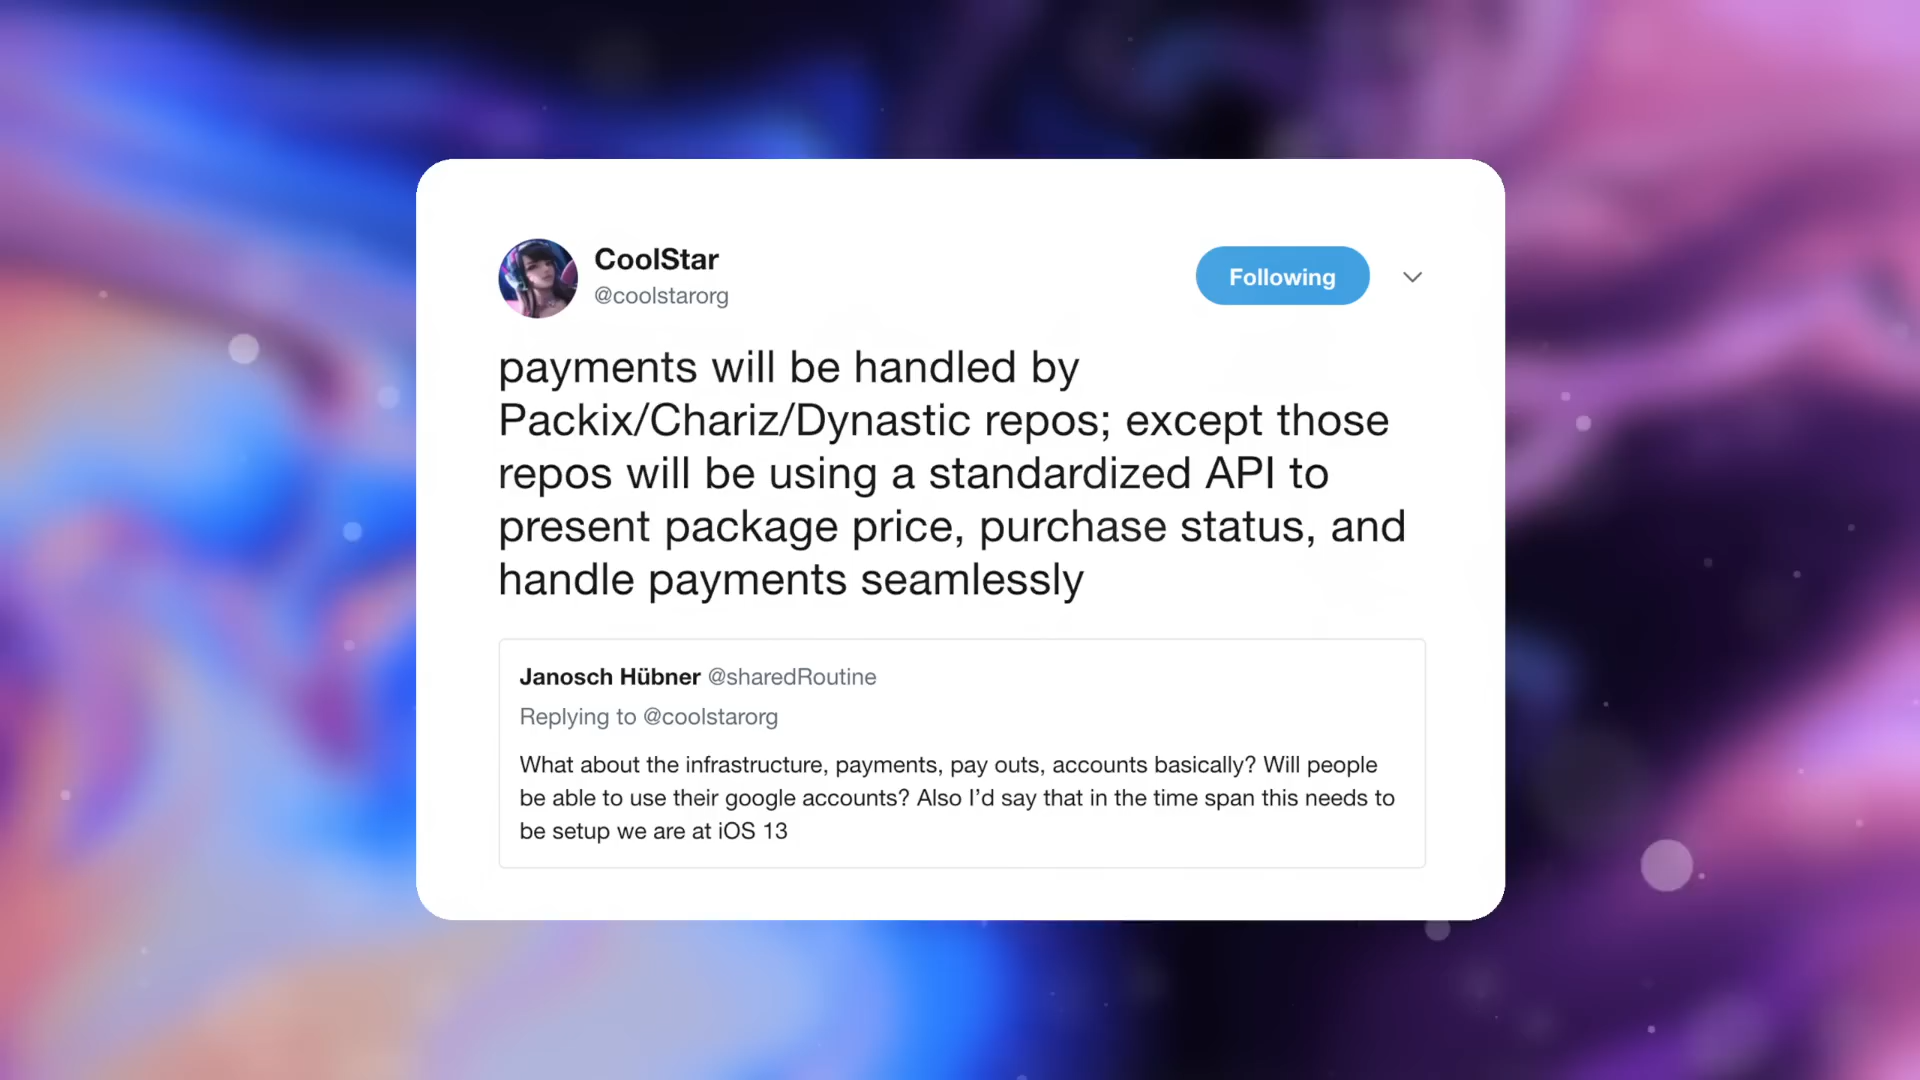 CoolStar
@coolstarorg
Following
payments will be handled by
Packix/Chariz/Dynastic repos; except those
repos will be using a standardized API to
present package price, purchase status, and
handle payments seamlessly
Janosch Hübner @sharedRoutine
Replying to @coolstarorg
What about the infrastructure, payments, pay outs, accounts basically? Will people
be able to use their google accounts? Also I’d say that in the time span this needs to
be setup we are at iOS 13